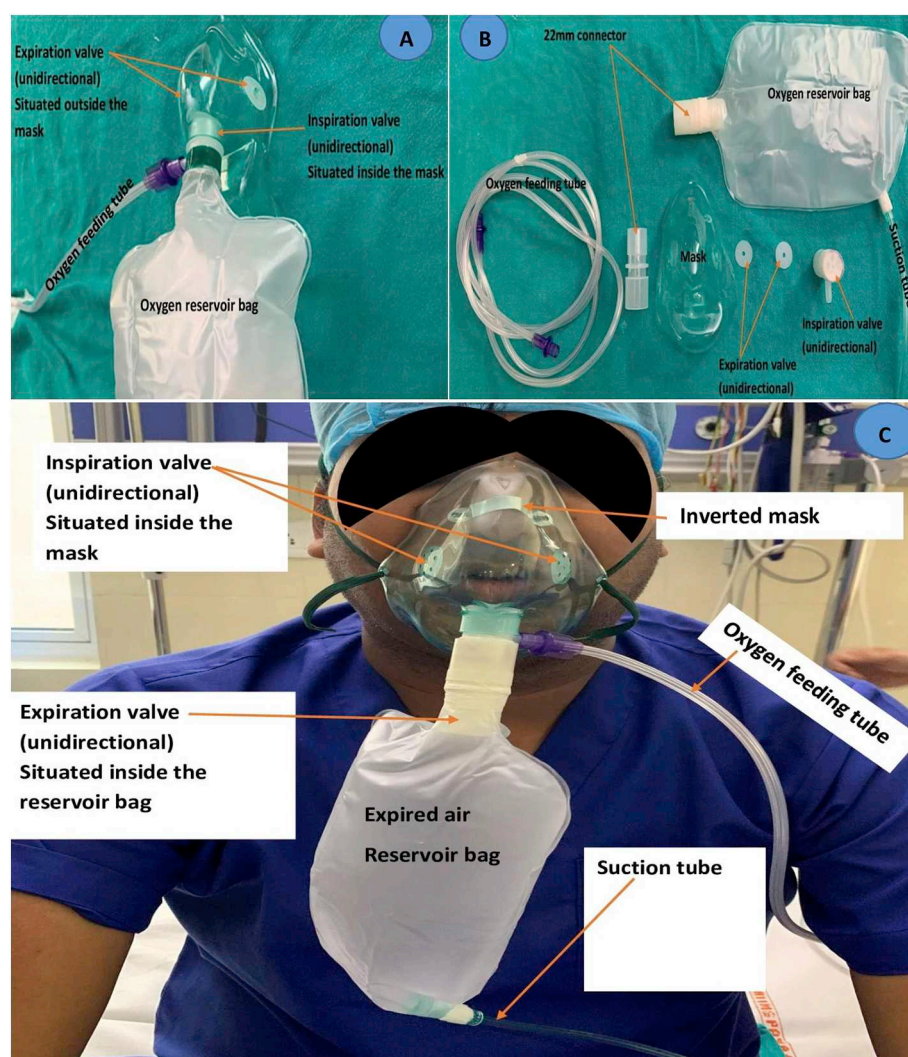 A
Expiration valve
(unidirectional)
Situated outside the
mask
Inspiration valve
(unidirectional)
Situated inside the mask
Oxygen feeding tube
Oxygen reservoir bag
B
22mm connector
Oxygen reservoir bag
Oxygen feeding tube
Suction tube
Mask
Inspiration valve
(unidirectional)
Expiration valve
(unidirectional)
C
Inspiration valve
(unidirectional)
Situated inside the
mask
Inverted mask
Oxygen feeding tube
Expiration valve
(unidirectional)
Situated inside the
reservoir bag
Expired air
Reservoir bag
Suction tube